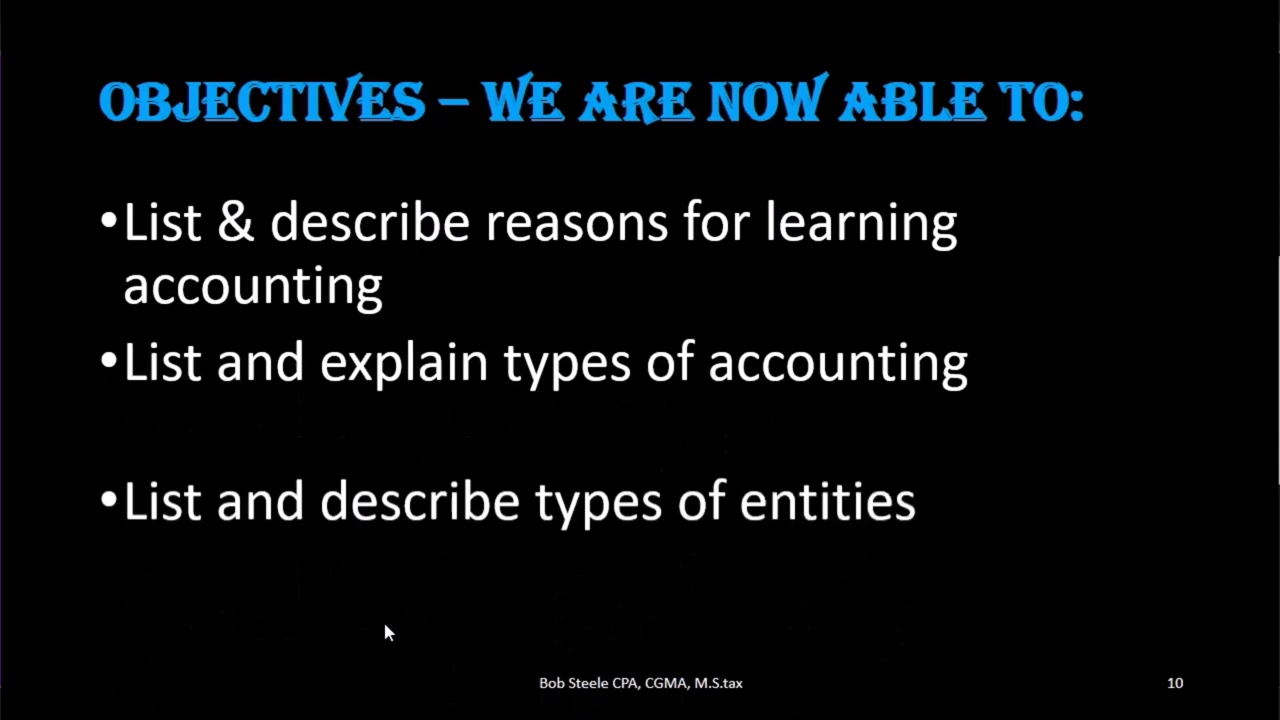 OBJECTIVES – WE ARE NOW ABLE TO:
•List & describe reasons for learning
accounting
•List and explain types of accounting
•List and describe types of entities
Bob Steele CPA, CGMA, M.S.tax
10